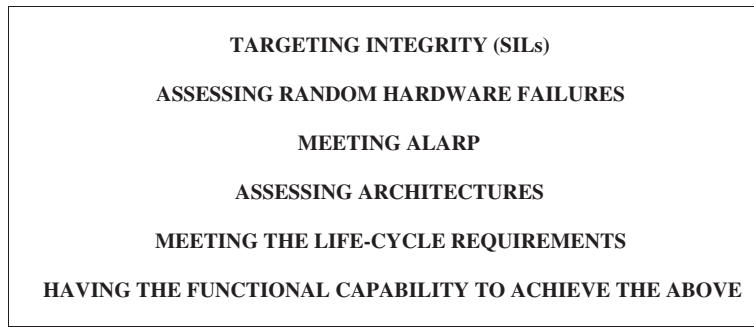 TARGETING INTEGRITY (SILs)
ASSESSING RANDOM HARDWARE FAILURES
MEETING ALARP
ASSESSING ARCHITECTURES
MEETING THE LIFE-CYCLE REQUIREMENTS
HAVING THE FUNCTIONAL CAPABILITY TO ACHIEVE THE ABOVE